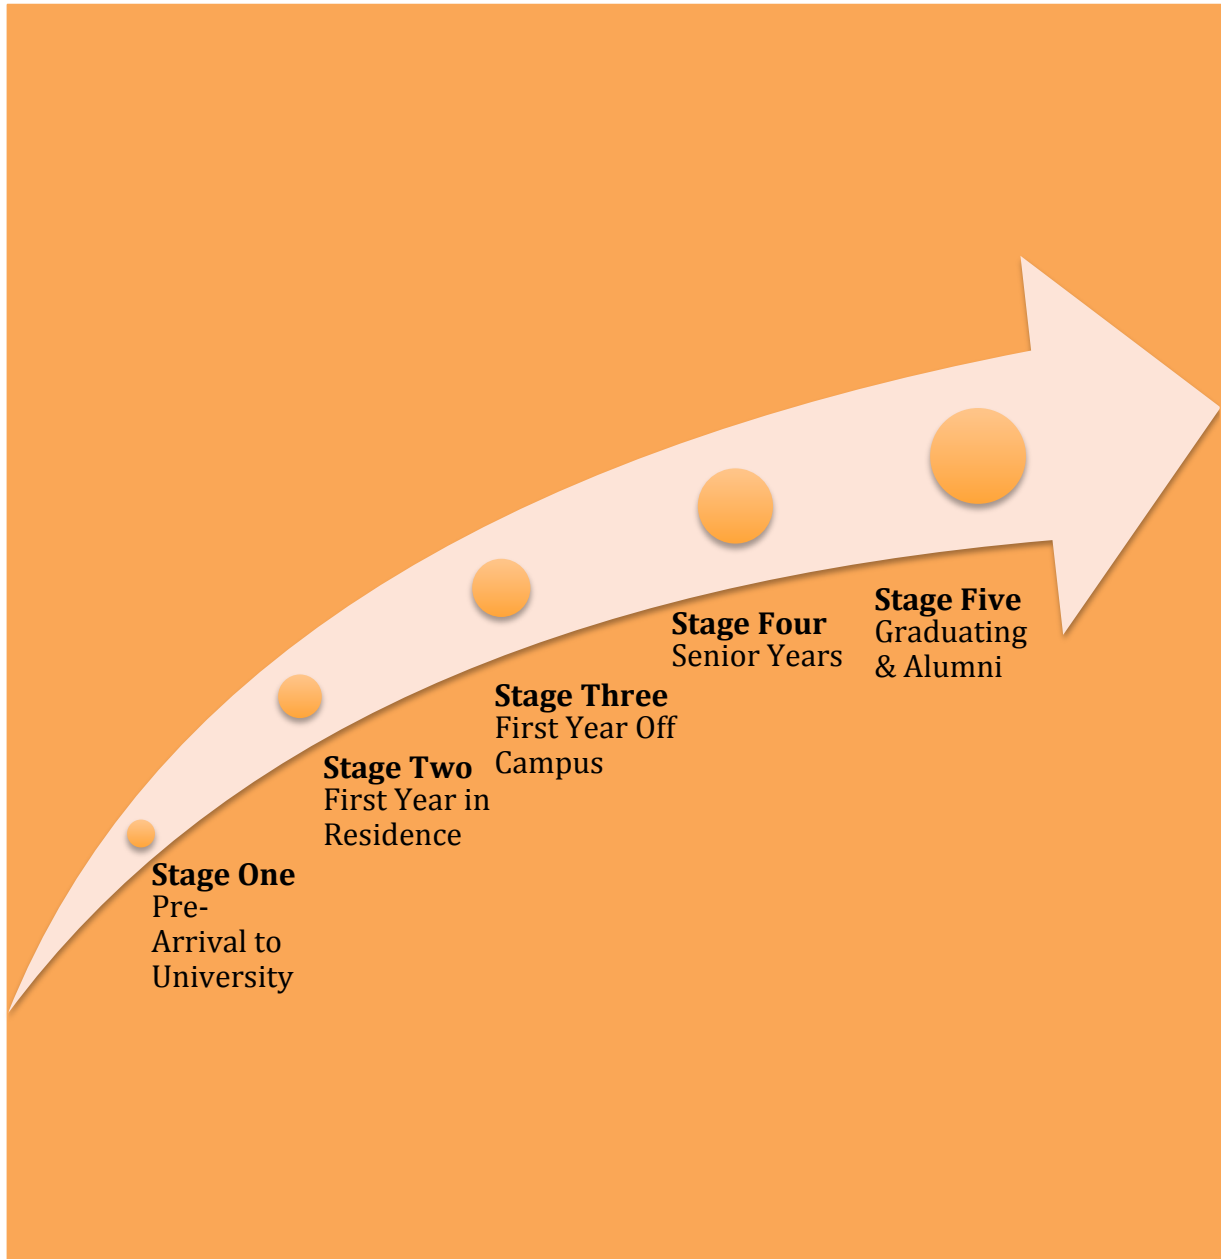 Stage One
Pre-
Arrival to
University
Stage Two
First Year in
Residence
Stage Three
First Year Off
Campus
Stage Four
Senior Years
Stage Five
Graduating
& Alumni